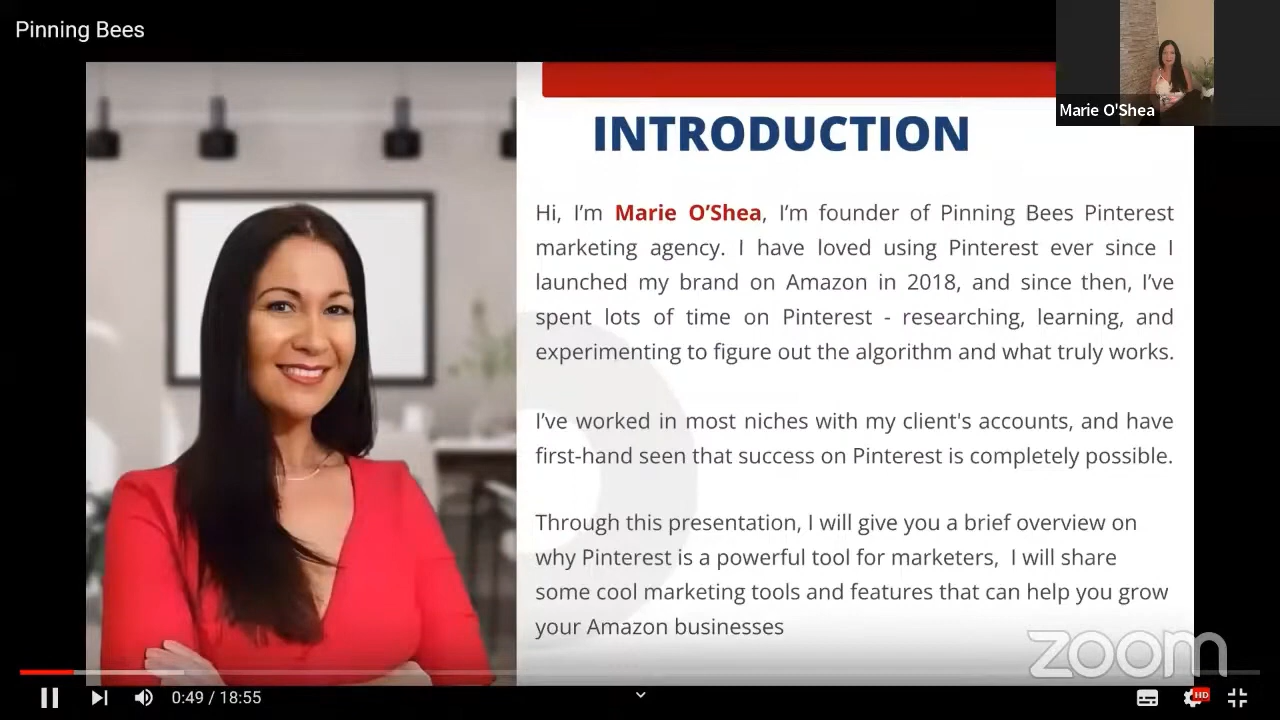 Pinning Bees
Marie O'Shea
INTRODUCTION
Hi, I’m Marie O’Shea, I’m founder of Pinning Bees Pinterest
marketing agency. I have loved using Pinterest ever since I
launched my brand on Amazon in 2018, and since then, I’ve
spent lots of time on Pinterest - researching, learning, and
experimenting to figure out the algorithm and what truly works.
I’ve worked in most niches with my client's accounts, and have
first-hand seen that success on Pinterest is completely possible.
Through this presentation, I will give you a brief overview on
why Pinterest is a powerful tool for marketers, I will share
some cool marketing tools and features that can help you grow
your Amazon businesses
zoom
0:49 / 18:55
HD